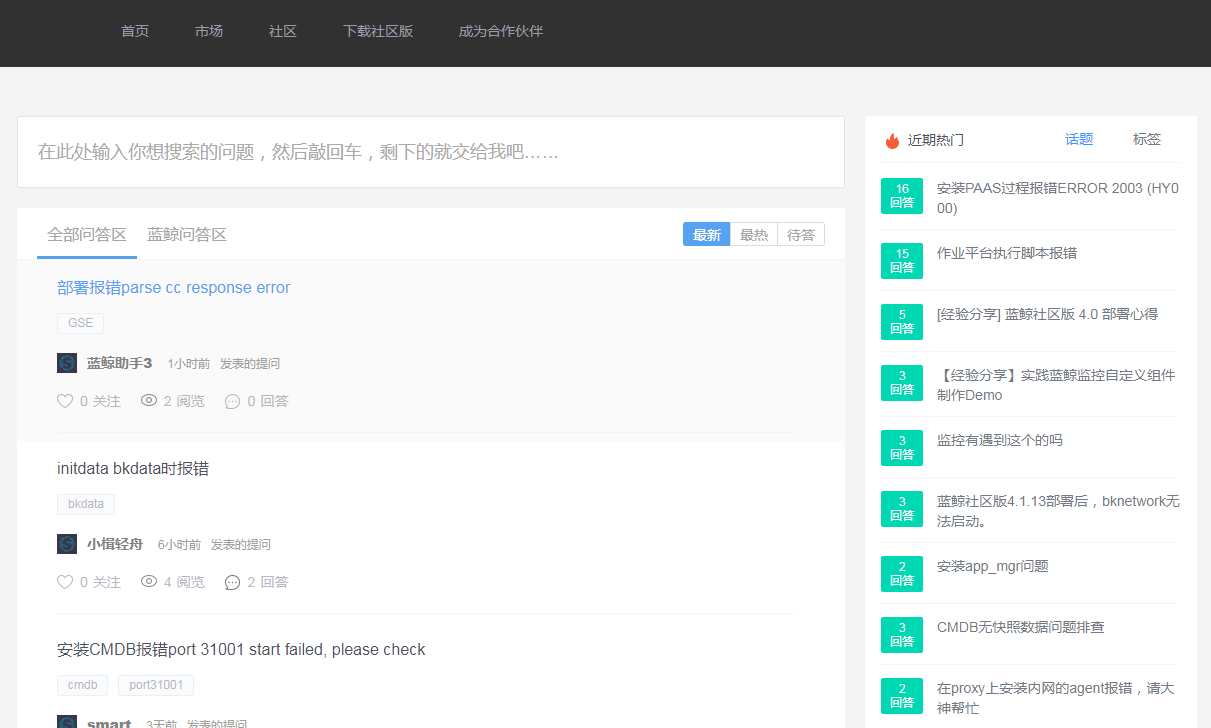 首页 市场 社区 下载社区版 成为合作伙伴
在此处输入你想搜索的问题，然后敲回车，剩下的就交给我吧……
全部问答区 蓝鲸问答区 最新 最热 待答
部署报错parse cc response error
GSE
蓝鲸助手3 1小时前 发表的提问
0 关注 2 阅览 0 回答
initdata bkdata时报错
bkdata
小楫轻舟 6小时前 发表的提问
0 关注 4 阅览 2 回答
安装CMDB报错port 31001 start failed, please check
cmdb port31001
smart 3天前 发表的提问
近期热门 话题 标签
16
回答
安装PAAS过程报错ERROR 2003 (HY0
00)
15
回答
作业平台执行脚本报错
5
回答
[经验分享] 蓝鲸社区版 4.0 部署心得
3
回答
【经验分享】实践蓝鲸监控自定义组件
制作Demo
3
回答
监控有遇到这个的吗
3
回答
蓝鲸社区版4.1.13部署后，bknetwork无
法启动。
2
回答
安装app_mgr问题
3
回答
CMDB无快照数据问题排查
2
回答
在proxy上安装内网的agent报错，请大
神帮忙